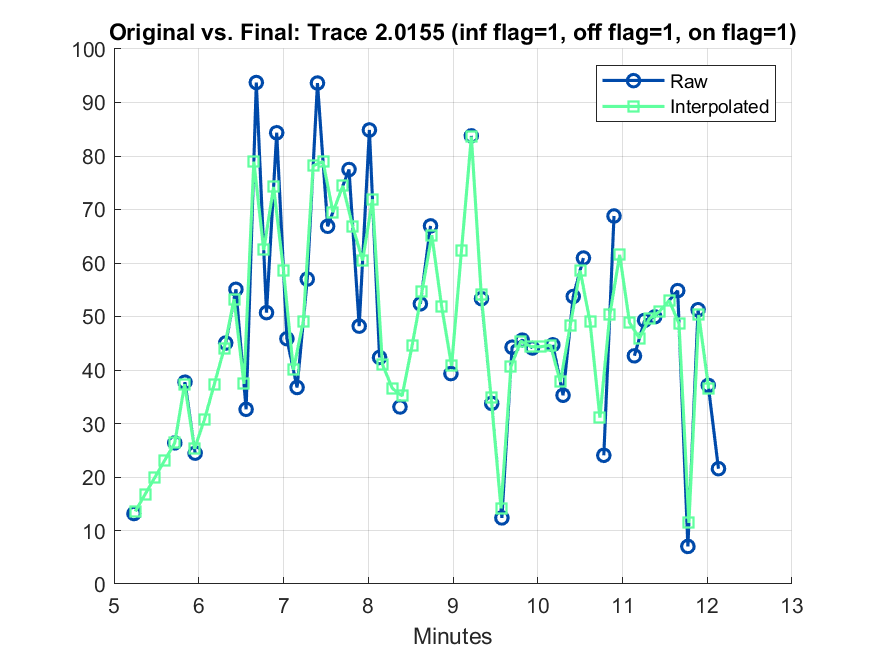 Original vs. Final: Trace 2.0155 (inf flag=1, off flag=1, on flag=1)
100
90
80
70
60
50
40
30
20
10
0
Raw
Interpolated
5 6 7 8 9 10 11 12 13
Minutes